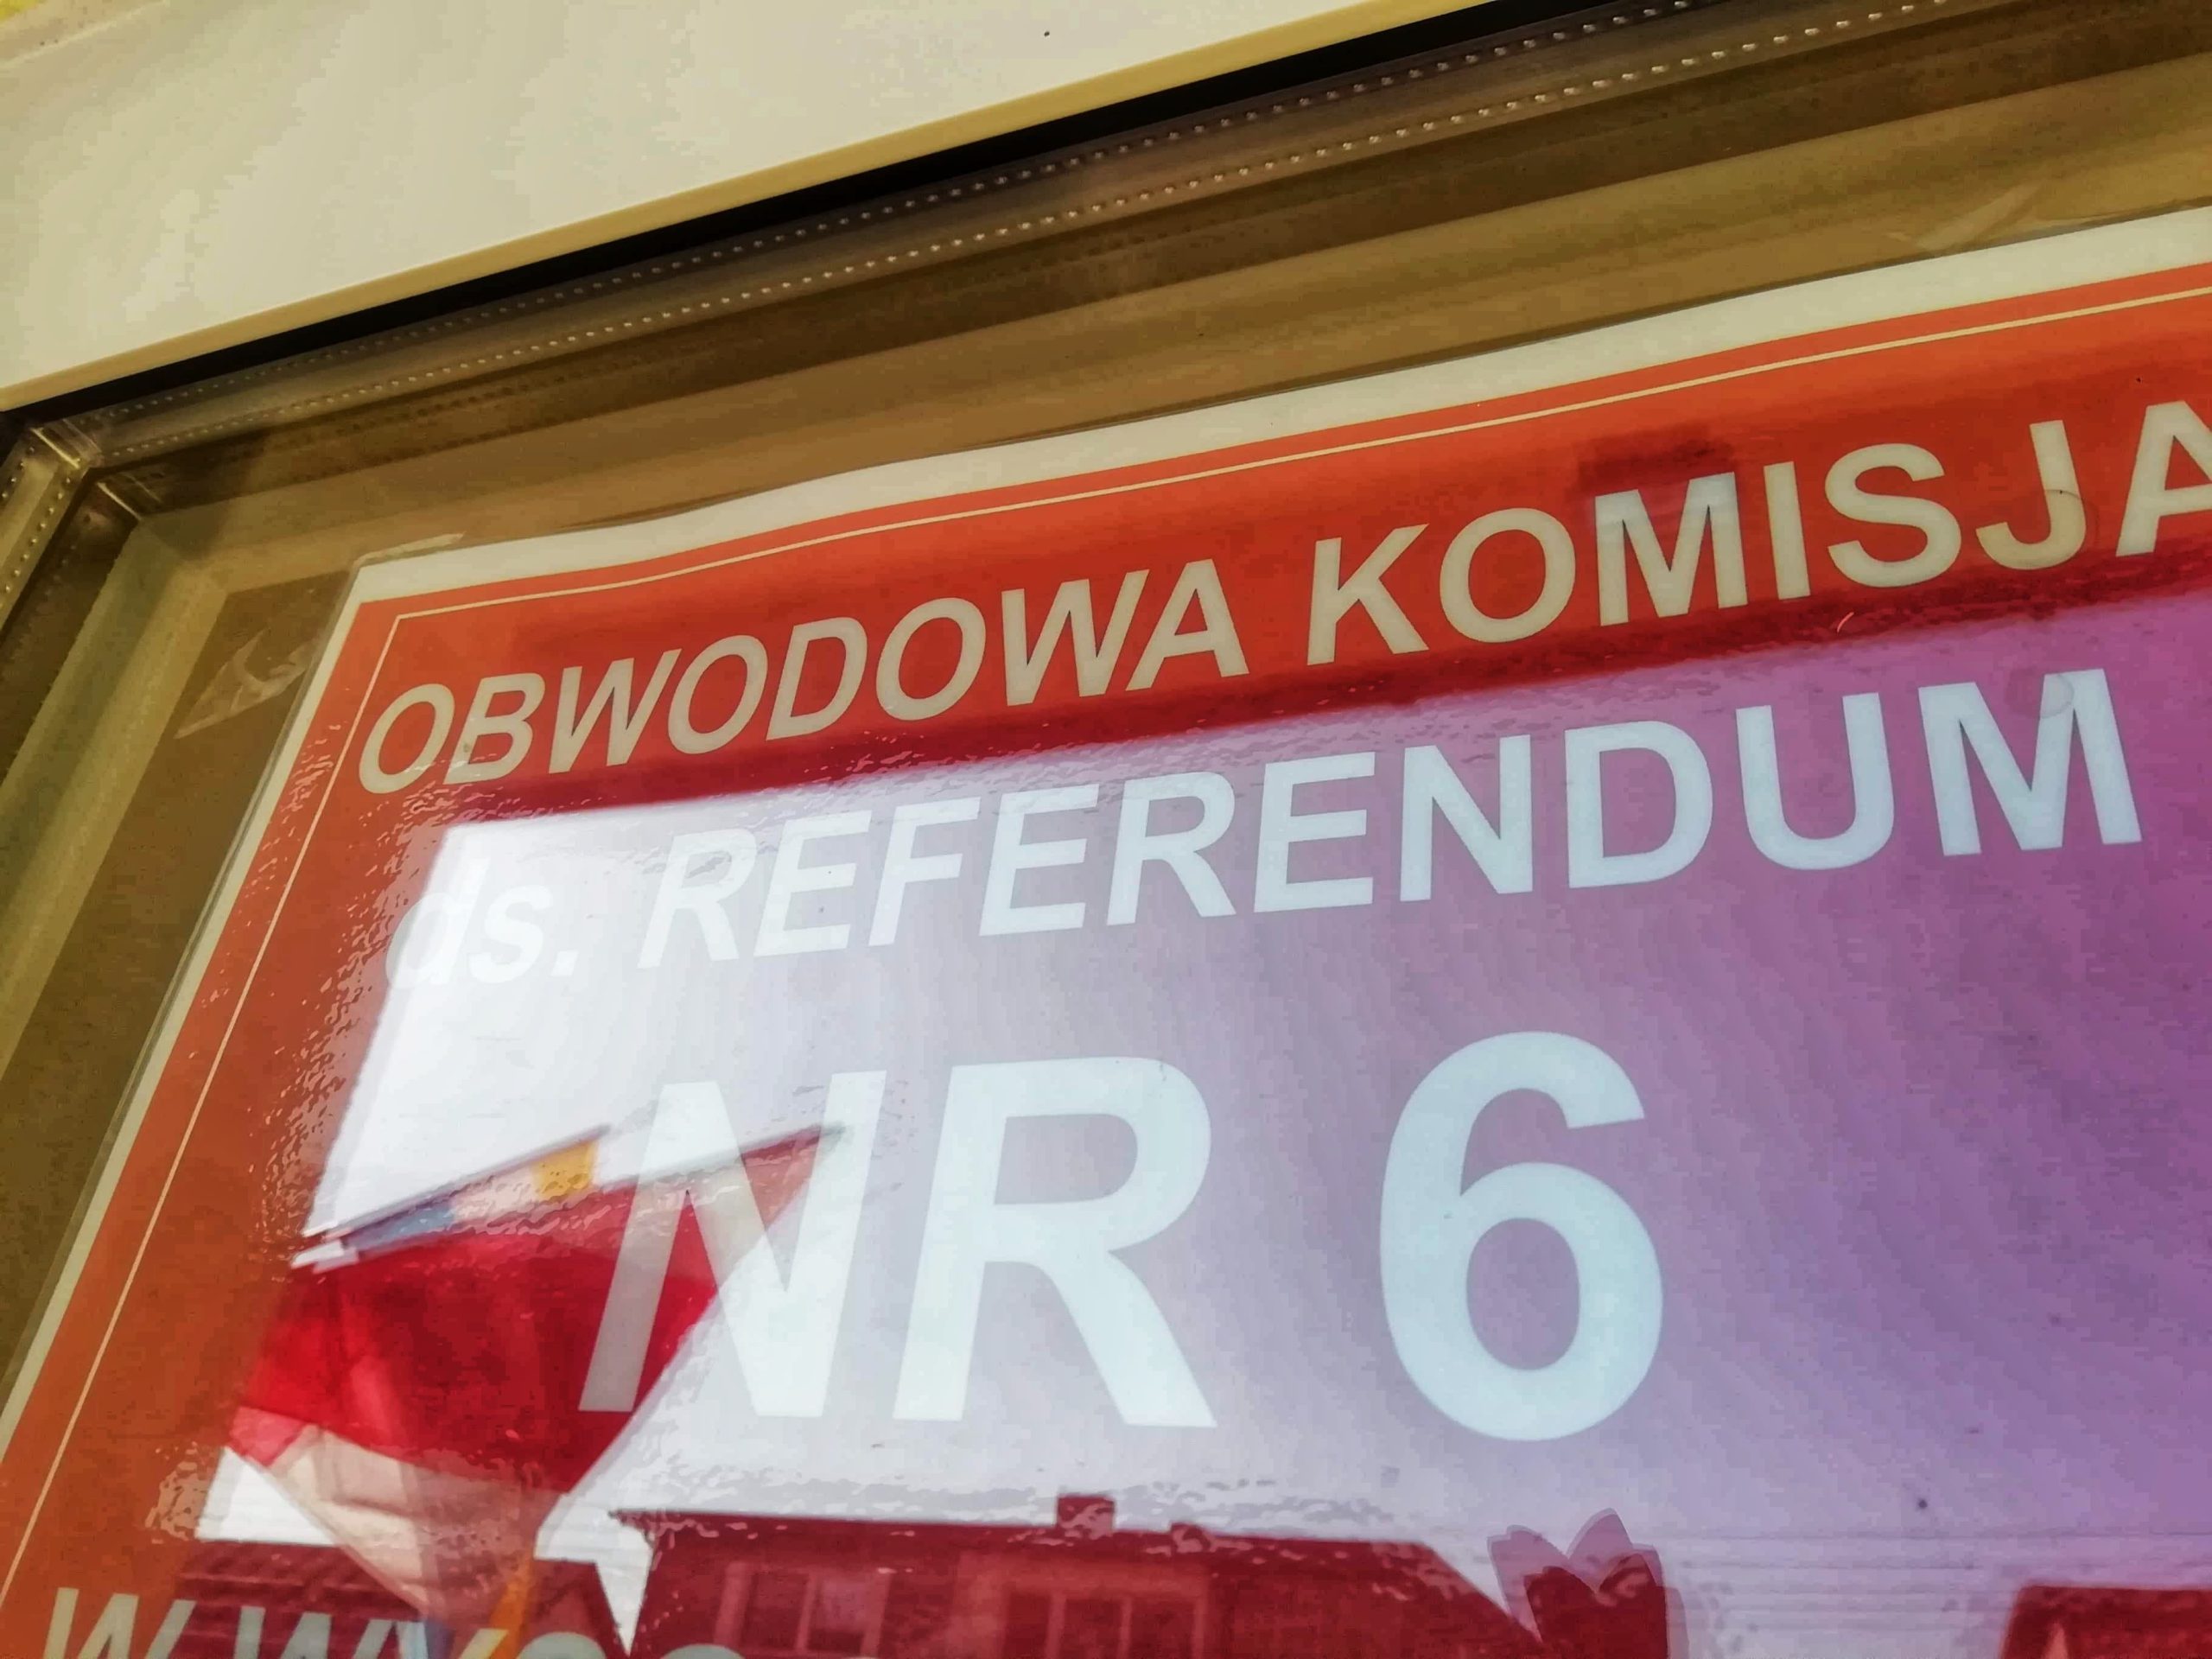 OBWODOWA KOMISJA
ds. REFERENDUM
NR 6
W